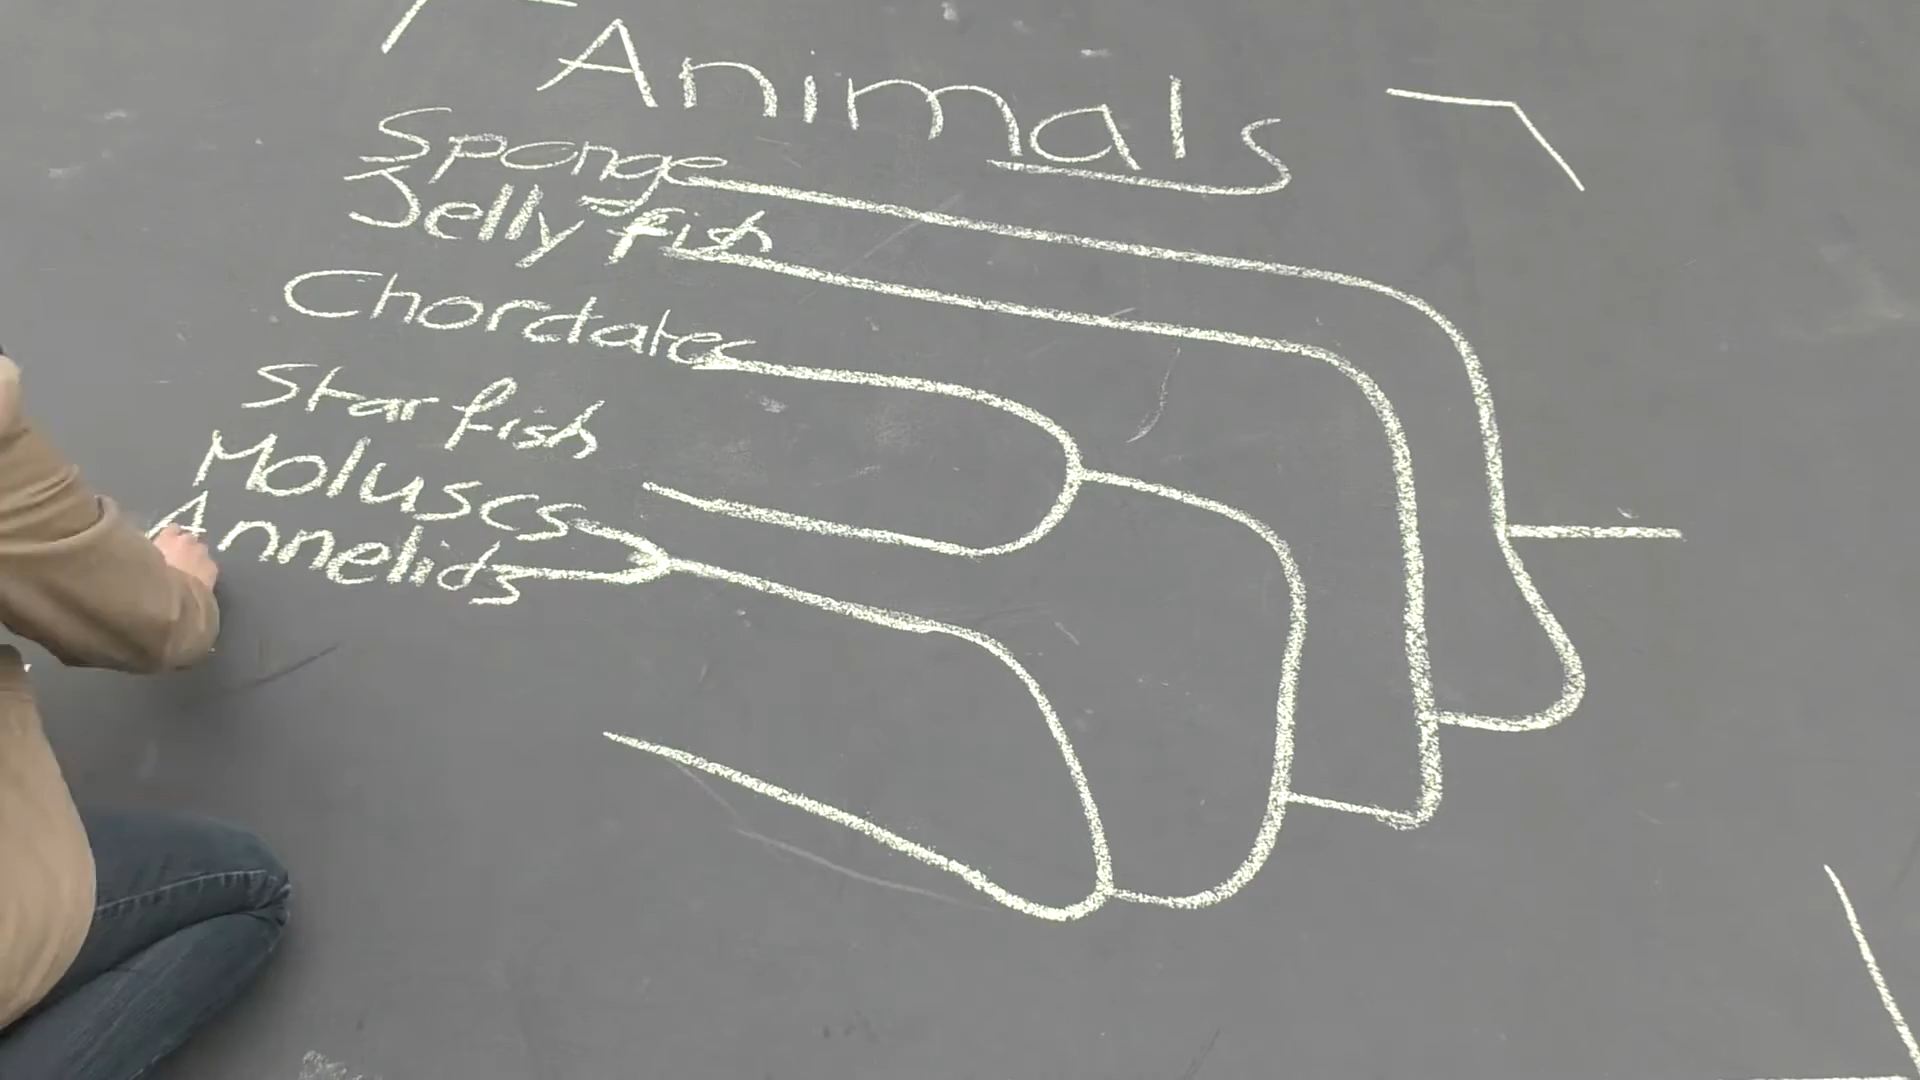 Animals
Sponge
Jelly fish
Chordates
Star fish
Moluscs
Annelids